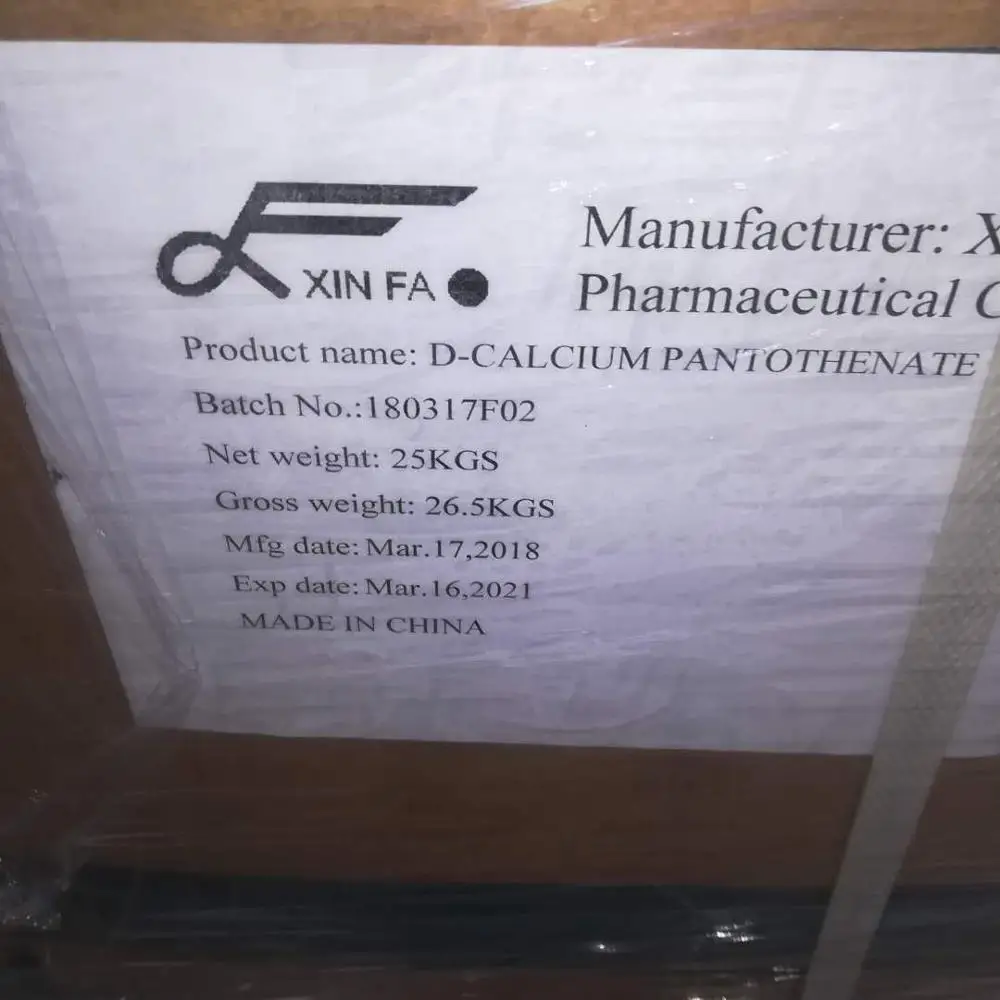 XIN FA
Manufacturer: X
Pharmaceutical C
Product name: D-CALCIUM PANTOTHENATE
Batch No.:180317F02
Net weight: 25KGS
Gross weight: 26.5KGS
Mfg date: Mar.17,2018
Exp date: Mar.16,2021
MADE IN CHINA